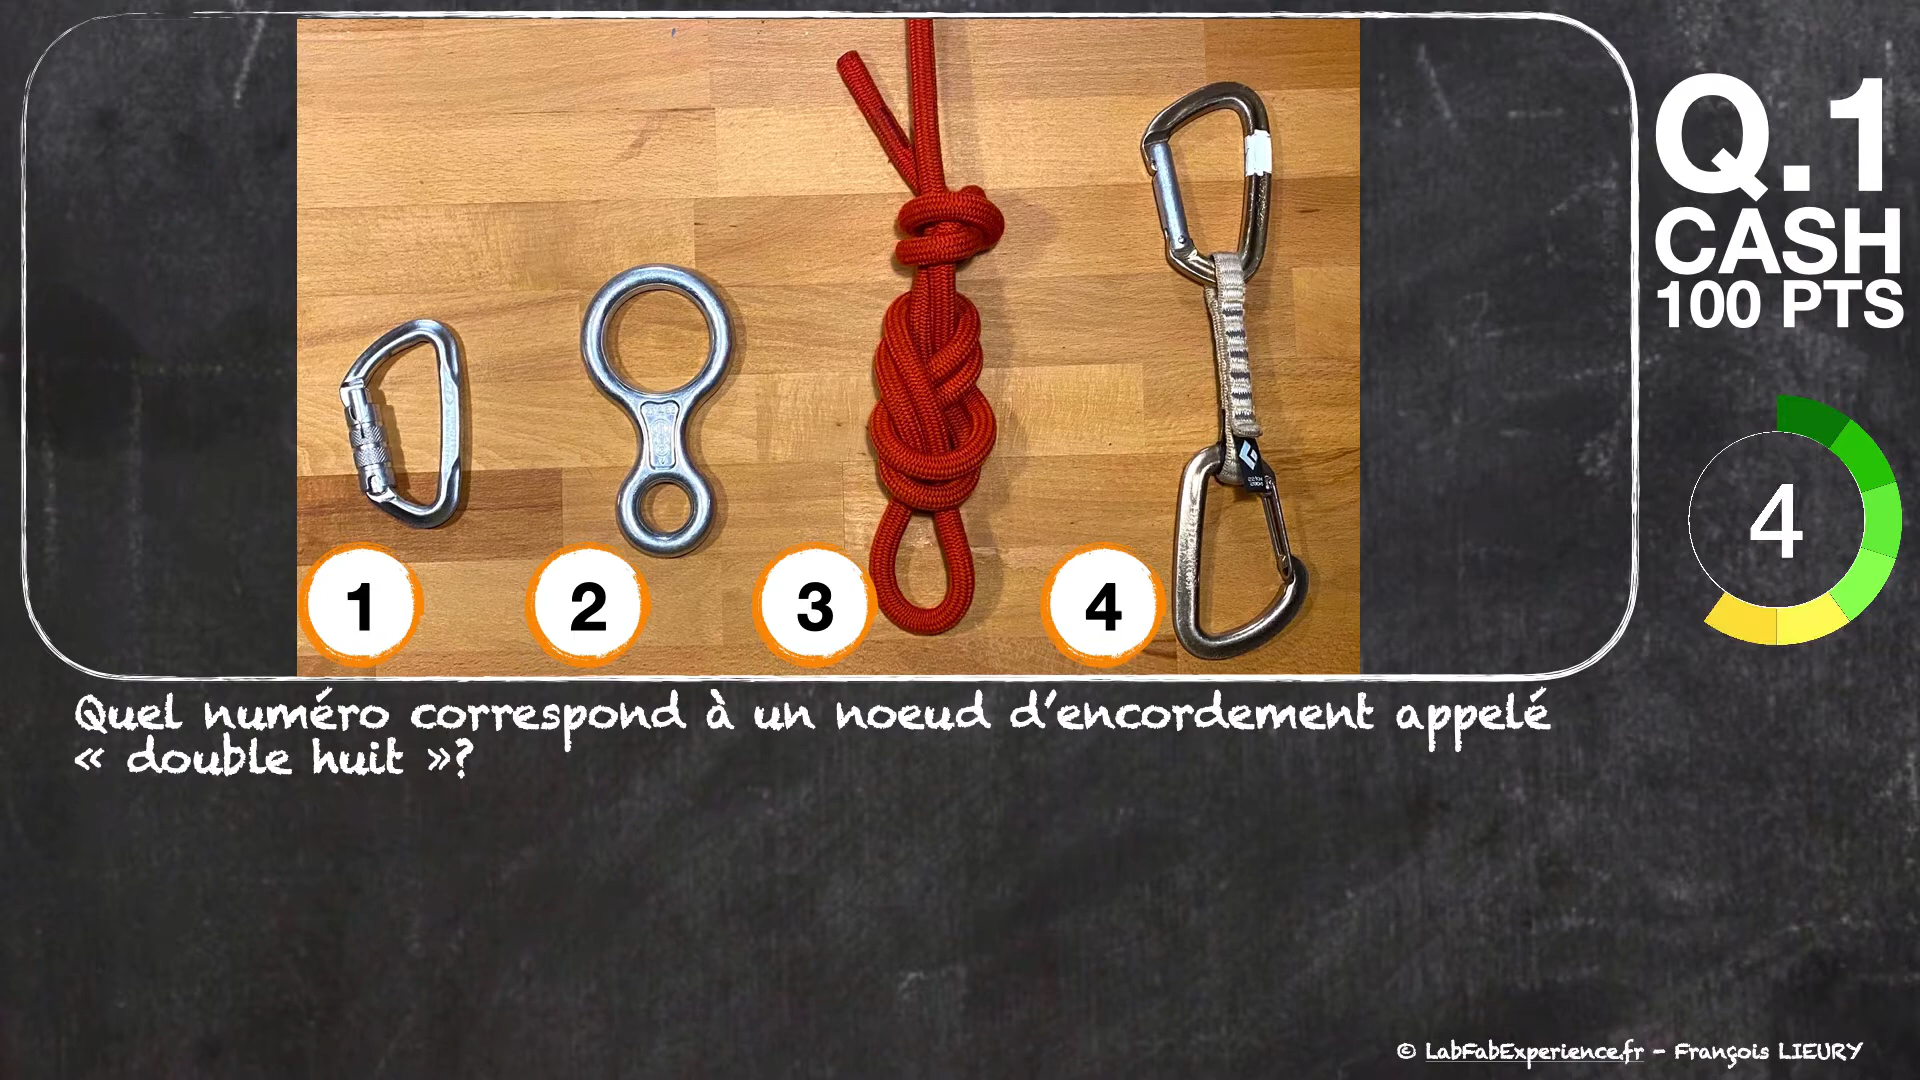 Q.1
CASH
100 PTS
4
1
2
3
4
Quel numéro correspond à un noeud d'encordement appelé
« double huit »?
© LabFabExperience.fr - François LIEURY